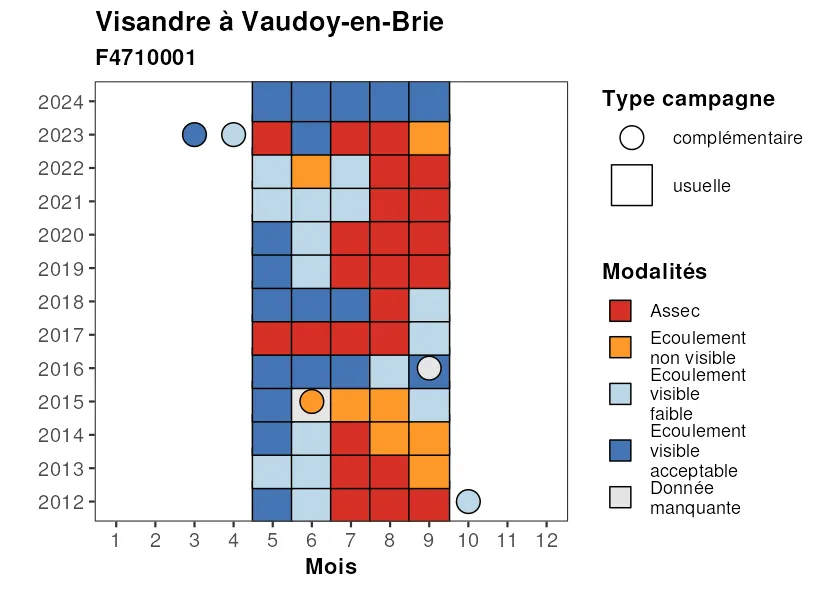 Visandre à Vaudoy-en-Brie
F4710001
2024
2023
2022
2021
2020
2019
2018
2017
2016
2015
2014
2013
2012
1 2 3 4 5 6 7 8 9 10 11 12
Mois
Type campagne
complémentaire
usuelle
Modalités
Assec
Ecoulement
non visible
Ecoulement
visible
faible
Ecoulement
visible
acceptable
Donnée
manquante